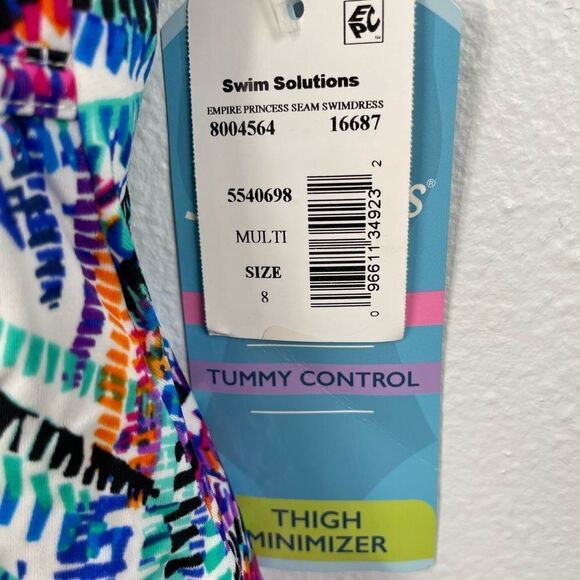 EPC
Swim Solutions
EMPIRE PRINCESS SEAM SWIMDRESS
8004564 16687
5540698
MULTI
SIZE
8
0 96611 34923 2
S®
TUMMY CONTROL
THIGH
MINIMIZER